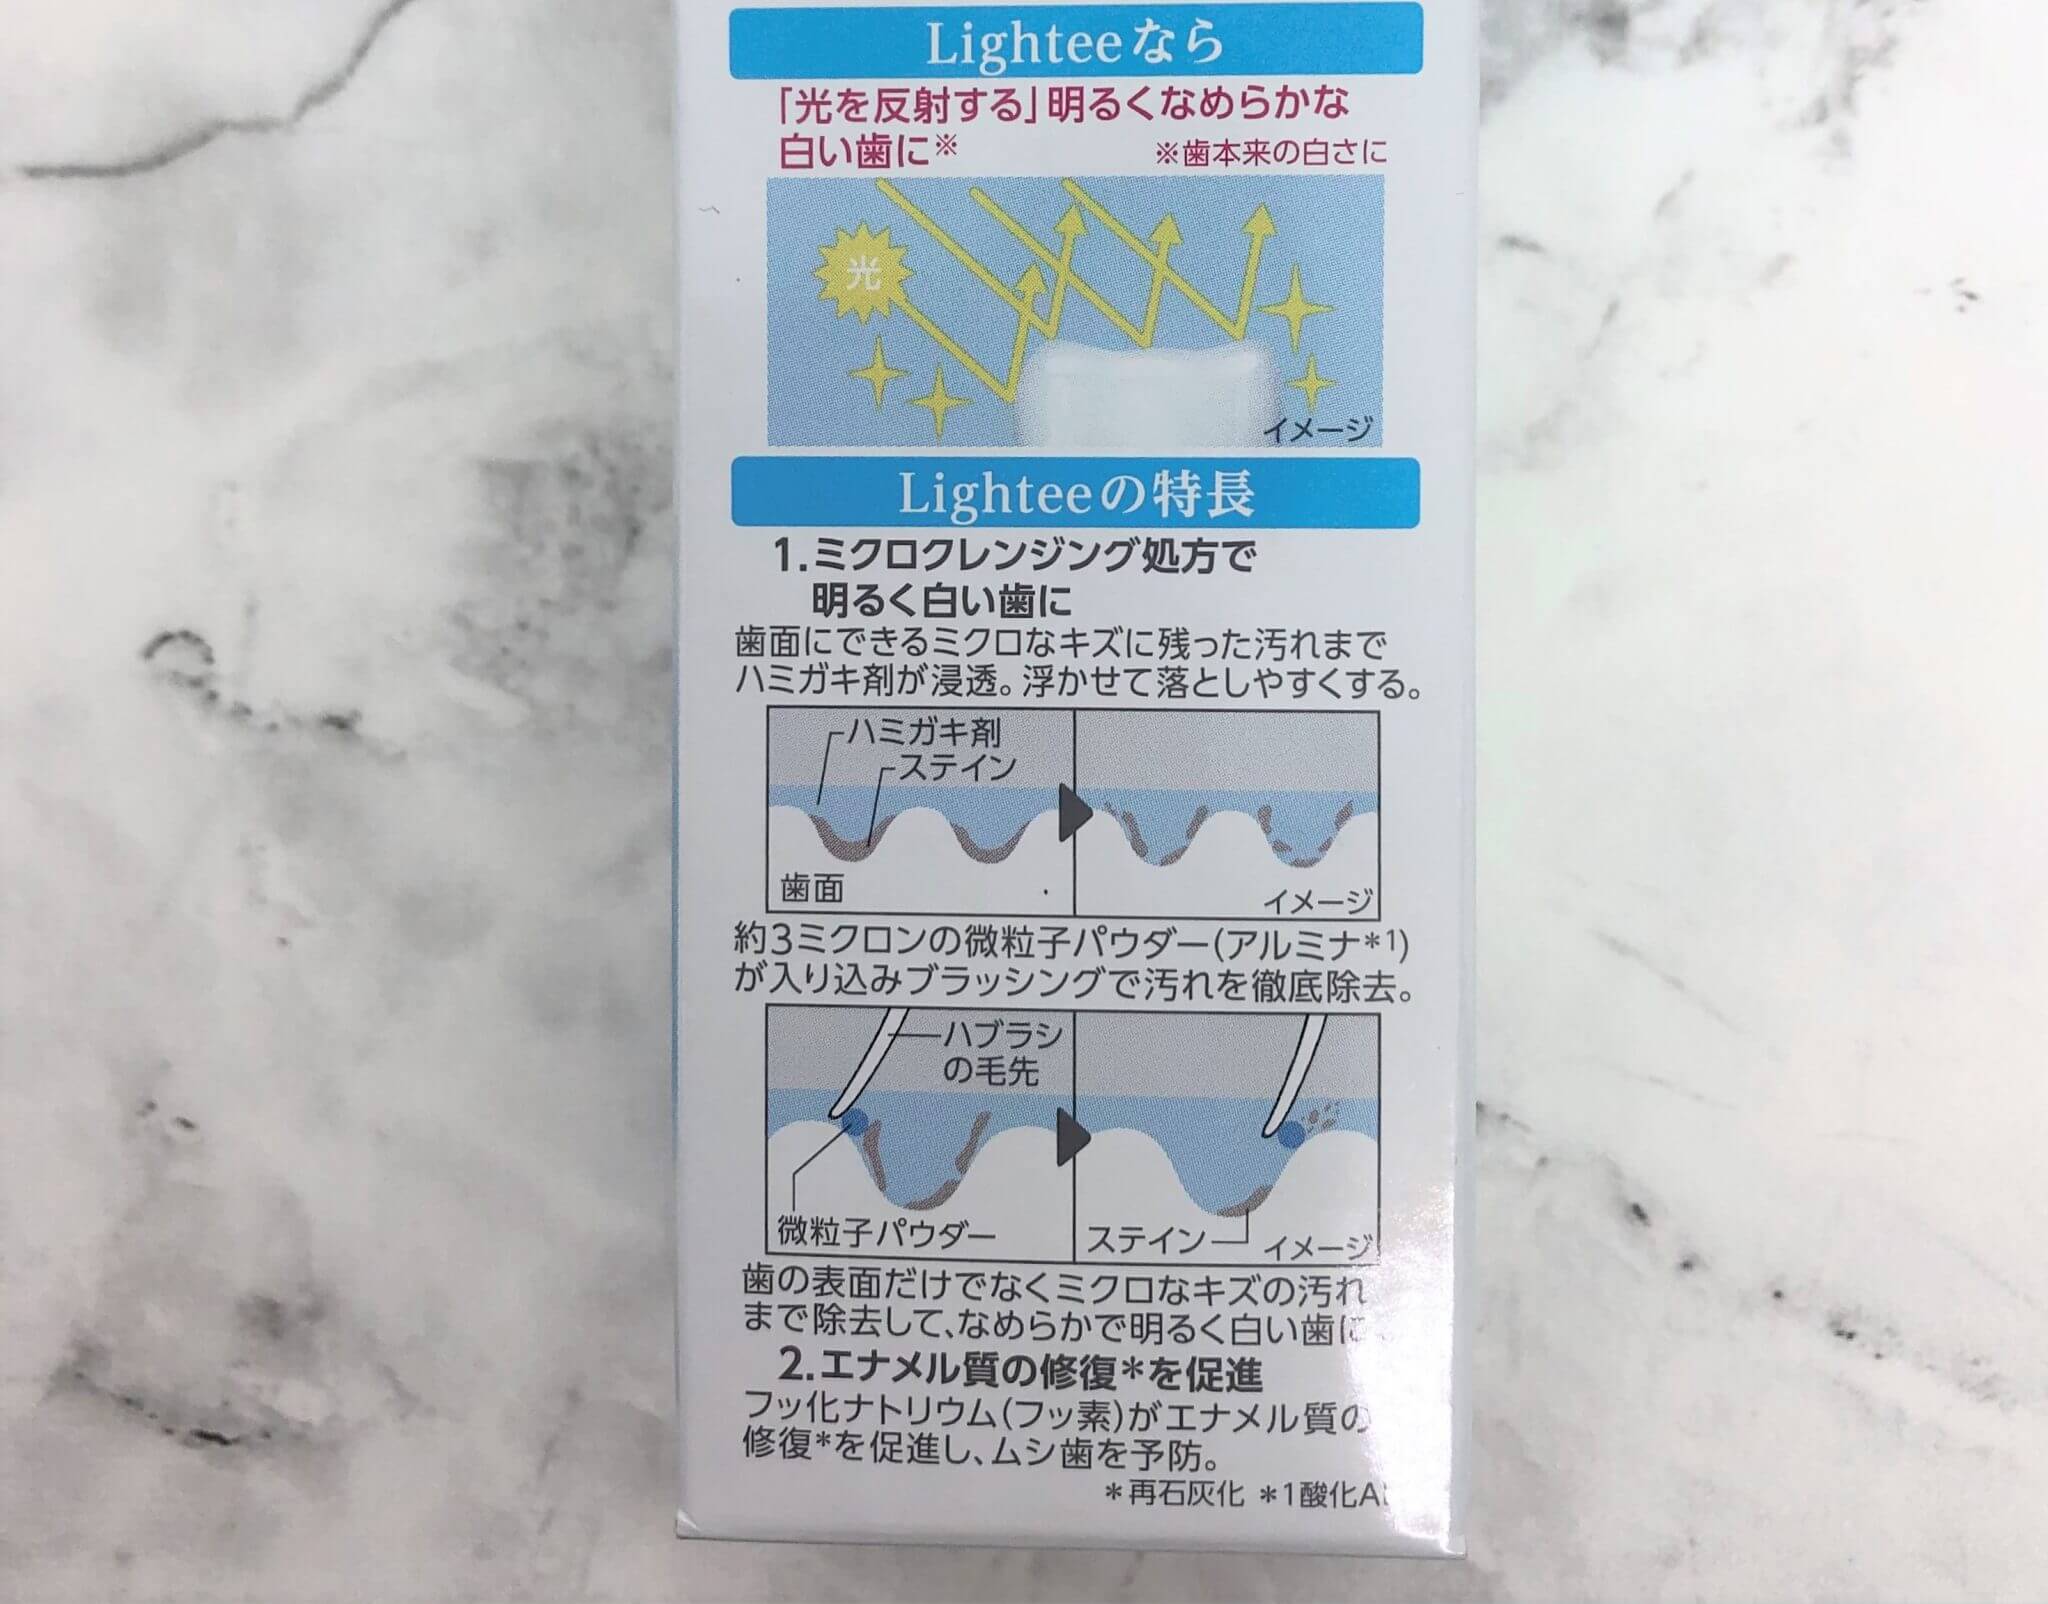 Lighteeなら
「光を反射する」明るくなめらかな
白い歯に※
※歯本来の白さに
光
イメージ
Lighteeの特長
1.ミクロクレンジング処方で
明るく白い歯に
歯面にできるミクロなキズに残った汚れまで
ハミガキ剤が浸透。浮かせて落としやすくする。
ハミガキ剤
ステイン
歯面
イメージ
約3ミクロンの微粒子パウダー(アルミナ*1)
が入り込みブラッシングで汚れを徹底除去。
ハブラシ
の毛先
微粒子パウダー
ステイン
イメージ
歯の表面だけでなくミクロなキズの汚れ
まで除去して、なめらかで明るく白い歯に
2.エナメル質の修復*を促進
フッ化ナトリウム(フッ素)がエナメル質の
修復*を促進し、ムシ歯を予防。
*再石灰化 *1酸化